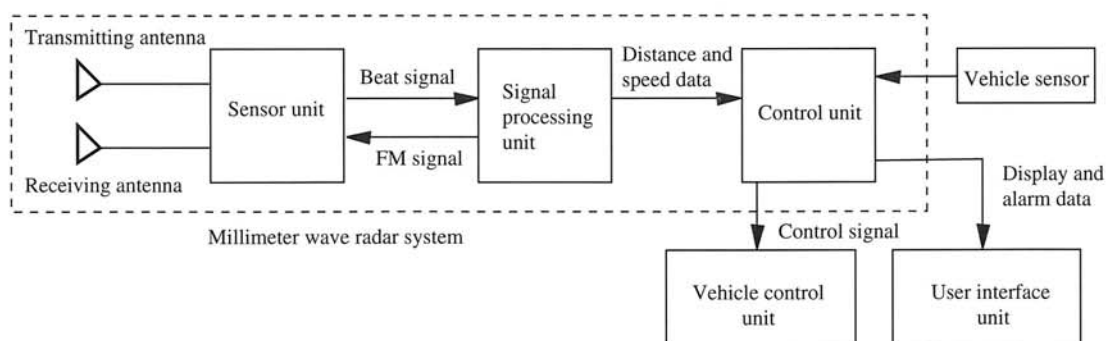 Transmitting antenna
Sensor unit
Receiving antenna
Beat signal
FM signal
Signal
processing
unit
Distance and
speed data
Control unit
Vehicle sensor
Display and
alarm data
Millimeter wave radar system
Control signal
Vehicle control
unit
User interface
unit